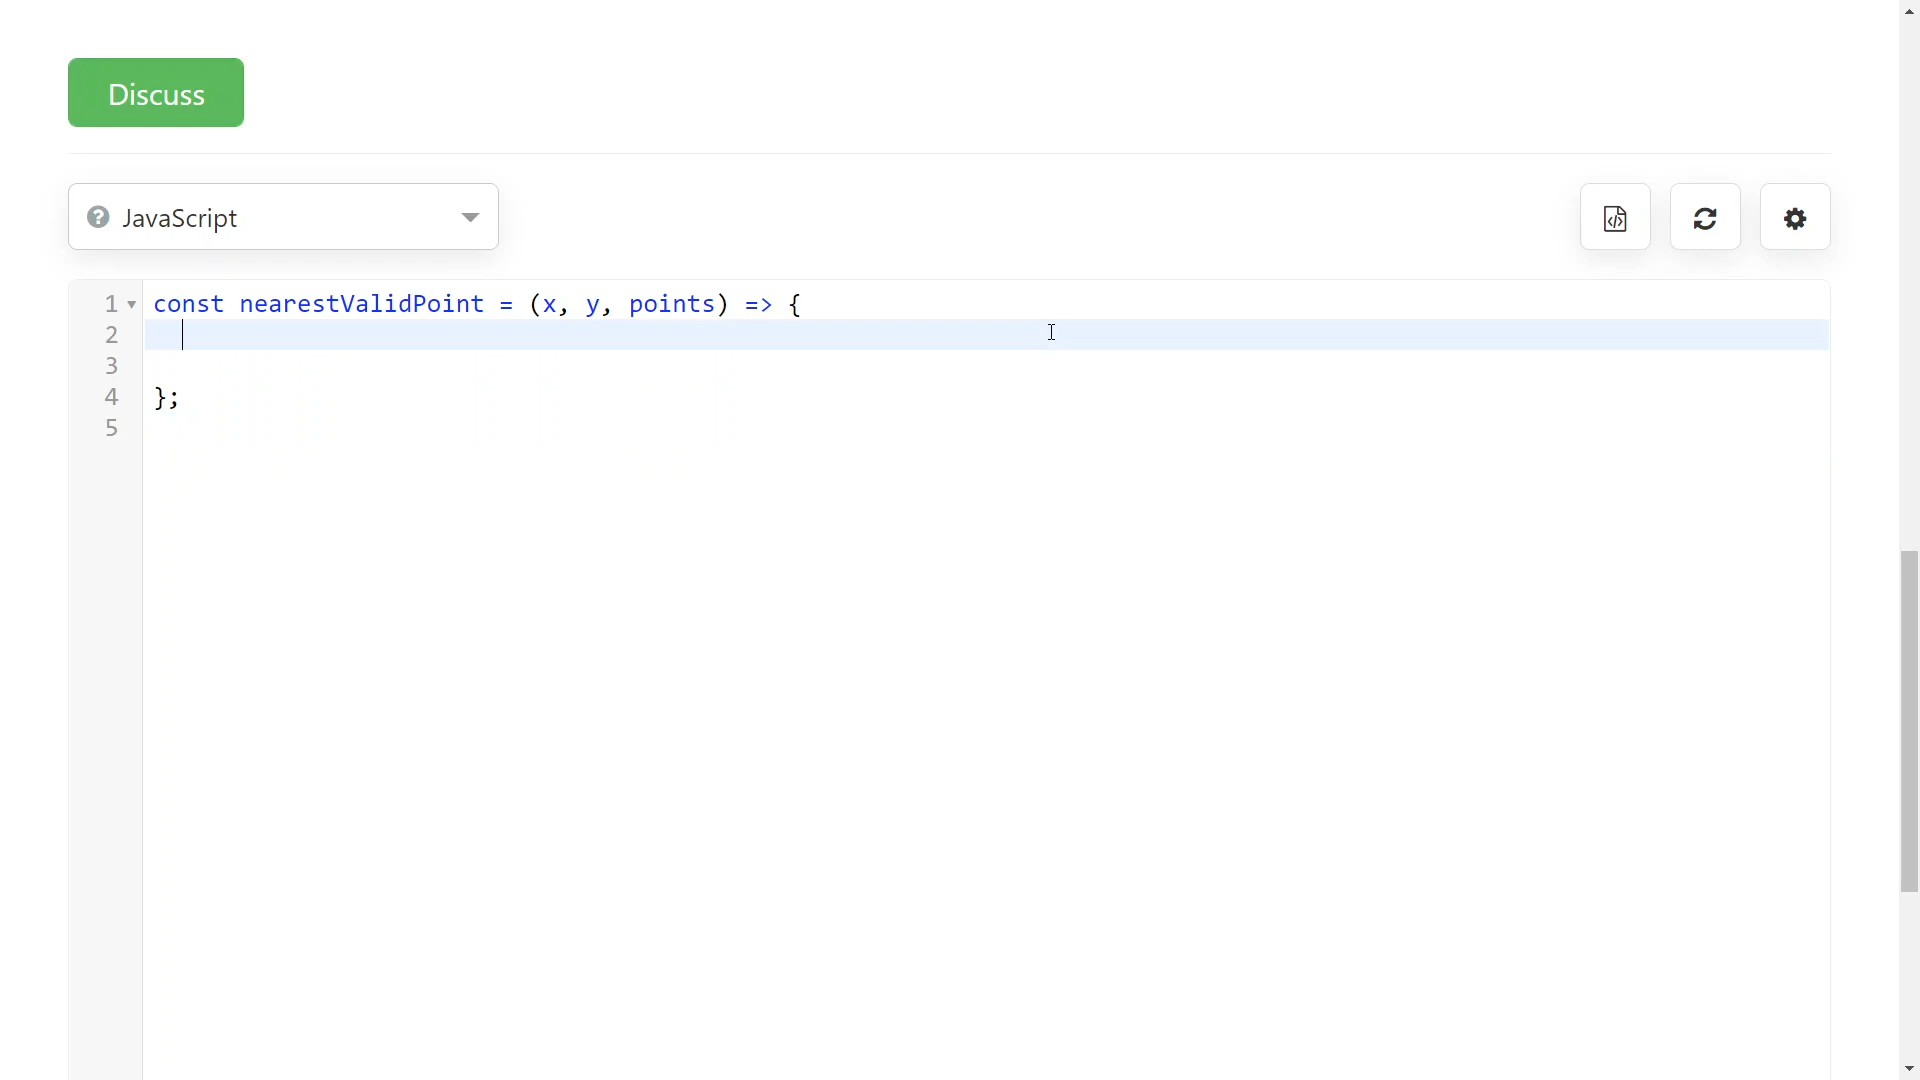 Discuss
JavaScript
1 const nearestValidPoint = (x, y, points) => {
2
3
4 };
5